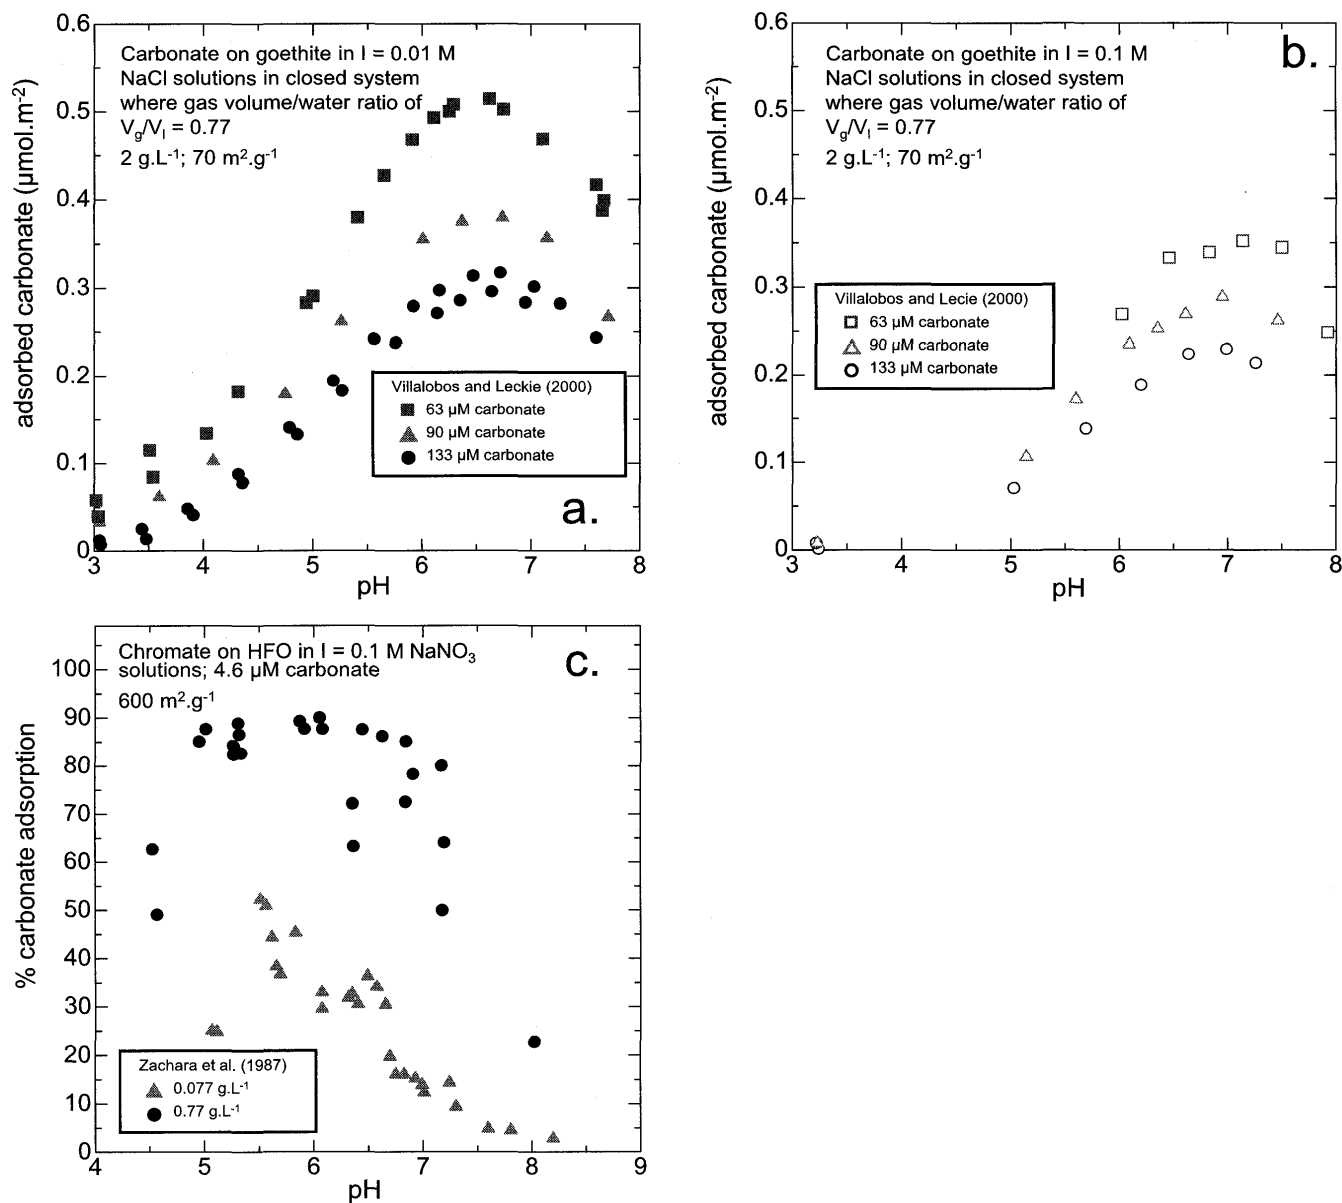 Carbonate on goethite in I = 0.01 M
NaCl solutions in closed system
where gas volume/water ratio of
Vg/Vl = 0.77
2 g.L-1; 70 m2.g-1
adsorbed carbonate (µmol.m-2)
0.6
0.5
0.4
0.3
0.2
0.1
0
Villalobos and Leckie (2000)
63 µM carbonate
90 µM carbonate
133 µM carbonate
a.
3 4 5 6 7 8
pH
b.
Carbonate on goethite in I = 0.1 M
NaCl solutions in closed system
where gas volume/water ratio of
Vg/Vl = 0.77
2 g.L-1; 70 m2.g-1
adsorbed carbonate (µmol.m-2)
0.6
0.5
0.4
0.3
0.2
0.1
0
Villalobos and Lecie (2000)
63 µM carbonate
90 µM carbonate
133 µM carbonate
3 4 5 6 7 8
pH
c.
Chromate on HFO in I = 0.1 M NaNO3
solutions; 4.6 µM carbonate
600 m2.g-1
% carbonate adsorption
100
90
80
70
60
50
40
30
20
10
0
Zachara et al. (1987)
0.077 g.L-1
0.77 g.L-1
4 5 6 7 8 9
pH